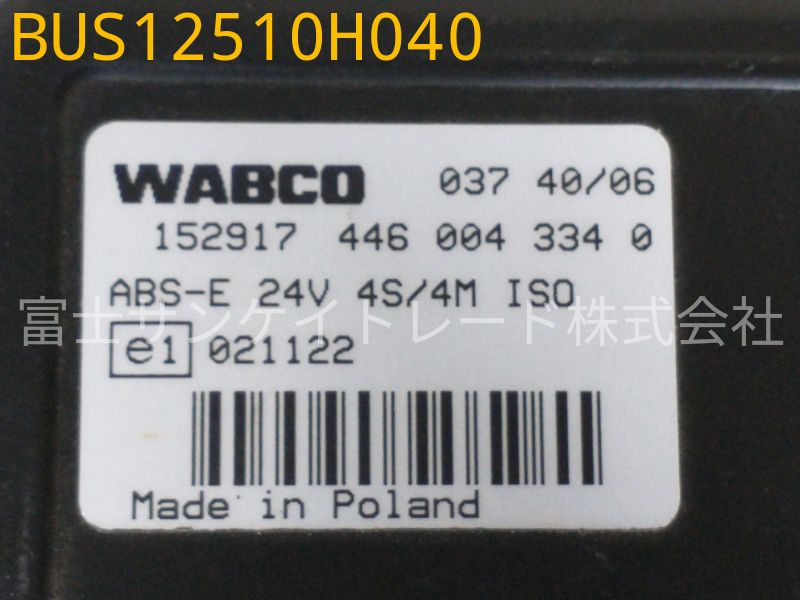 BUS12510H040
WABCO 037 40/06
152917 446 004 334 0
ABS-E 24V 4S/4M ISO
富士サンケイトレード株式会社
e1 021122
Made in Poland